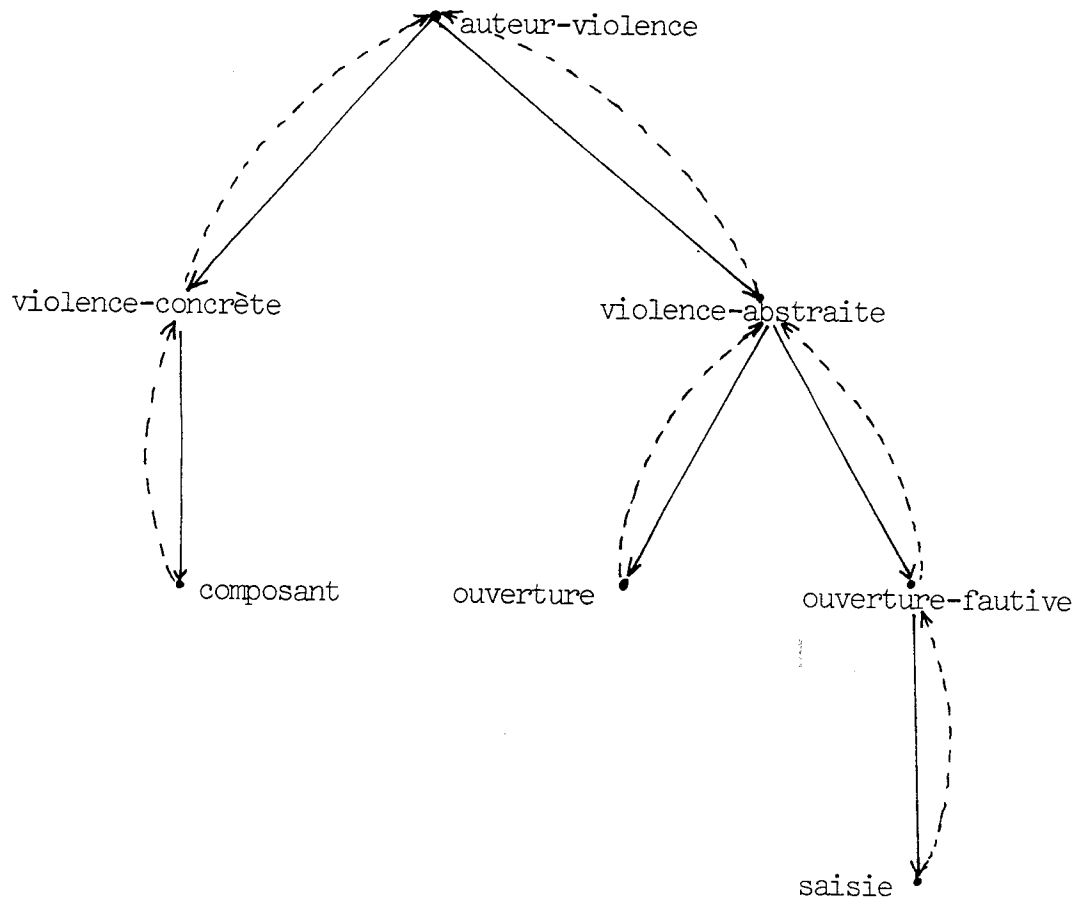 auteur-violence
violence-concrète
violence-abstraite
composant
ouverture
ouverture-fautive
saisie